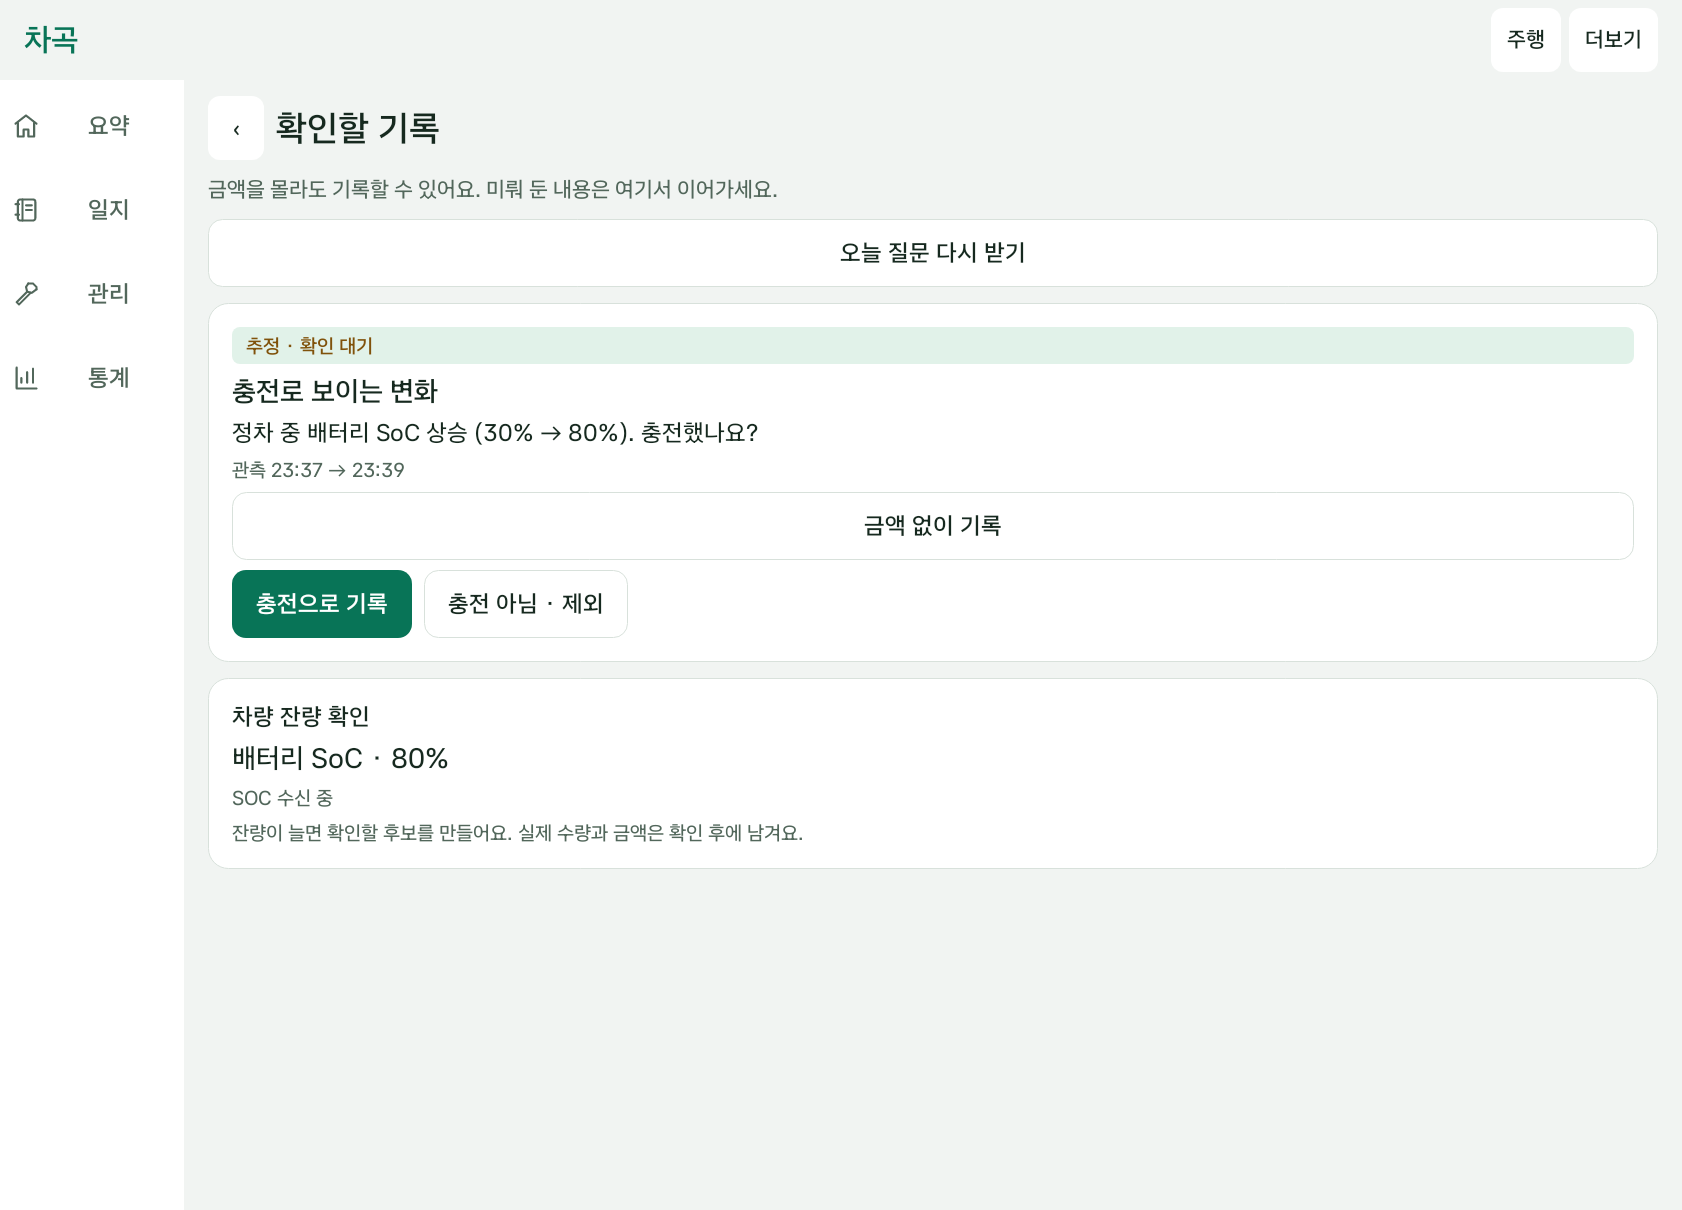 차곡
주행
더보기
요약
일지
관리
통계
‹ 확인할 기록
금액을 몰라도 기록할 수 있어요. 미뤄 둔 내용은 여기서 이어가세요.
오늘 질문 다시 받기
추정 · 확인 대기
충전로 보이는 변화
정차 중 배터리 SoC 상승 (30% → 80%). 충전했나요?
관측 23:37 → 23:39
금액 없이 기록
충전으로 기록
충전 아님 · 제외
차량 잔량 확인
배터리 SoC · 80%
SOC 수신 중
잔량이 늘면 확인할 후보를 만들어요. 실제 수량과 금액은 확인 후에 남겨요.